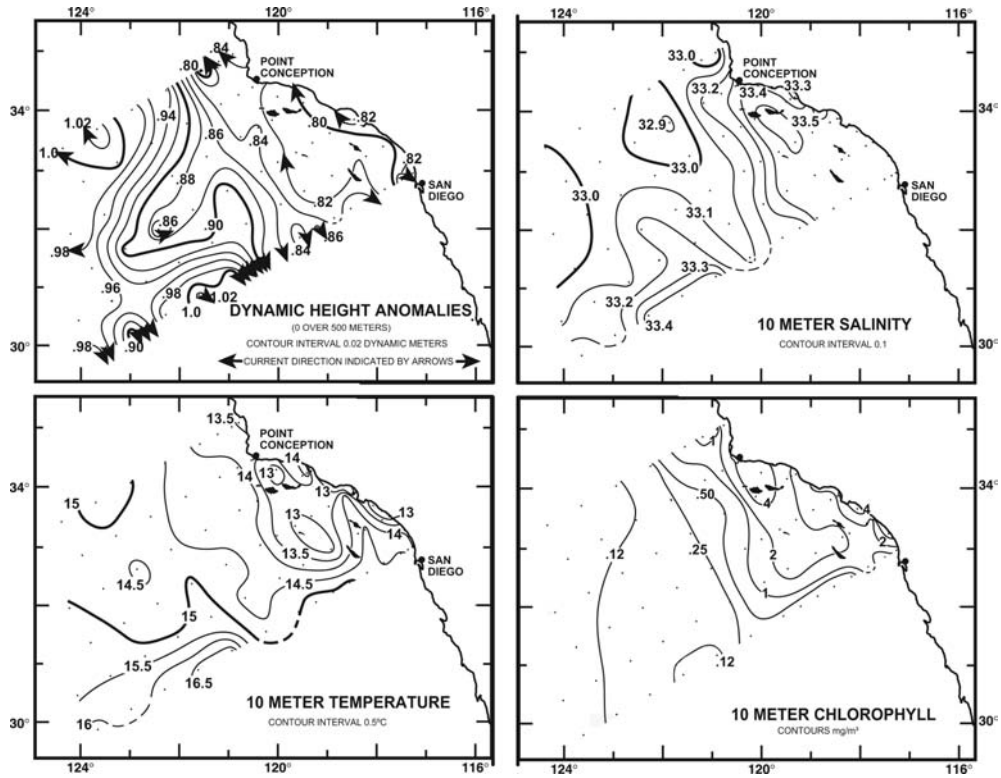 124° 120° 116°
.84
.80
POINT
CONCEPTION
34°
.94
1.02
.86
.82
.80
.84
1.0
.82
.88
SAN
DIEGO
.82
.86
.90
.86
.98
.84
.96
.98
1.02
1.0
DYNAMIC HEIGHT ANOMALIES
(0 OVER 500 METERS)
CONTOUR INTERVAL 0.02 DYNAMIC METERS
30°
.98
.90
CURRENT DIRECTION INDICATED BY ARROWS
124° 120° 116°
33.0
POINT
CONCEPTION
33.2
33.4
33.3
34°
33.5
32.9
33.0
33.0
SAN
DIEGO
33.1
33.3
33.2
33.4
10 METER SALINITY
CONTOUR INTERVAL 0.1
30°
13.5
POINT
CONCEPTION
14
14
13
34°
15
13
13
13
14
13.5
SAN
DIEGO
14.5
14.5
15
15.5
16.5
16
10 METER TEMPERATURE
CONTOUR INTERVAL 0.5ºC
30°
124° 120° 116°
1
POINT
CONCEPTION
34°
.50
4
4
.12
.25
2
2
SAN
DIEGO
1
.12
10 METER CHLOROPHYLL
CONTOURS mg/m³
30°
124° 120° 116°